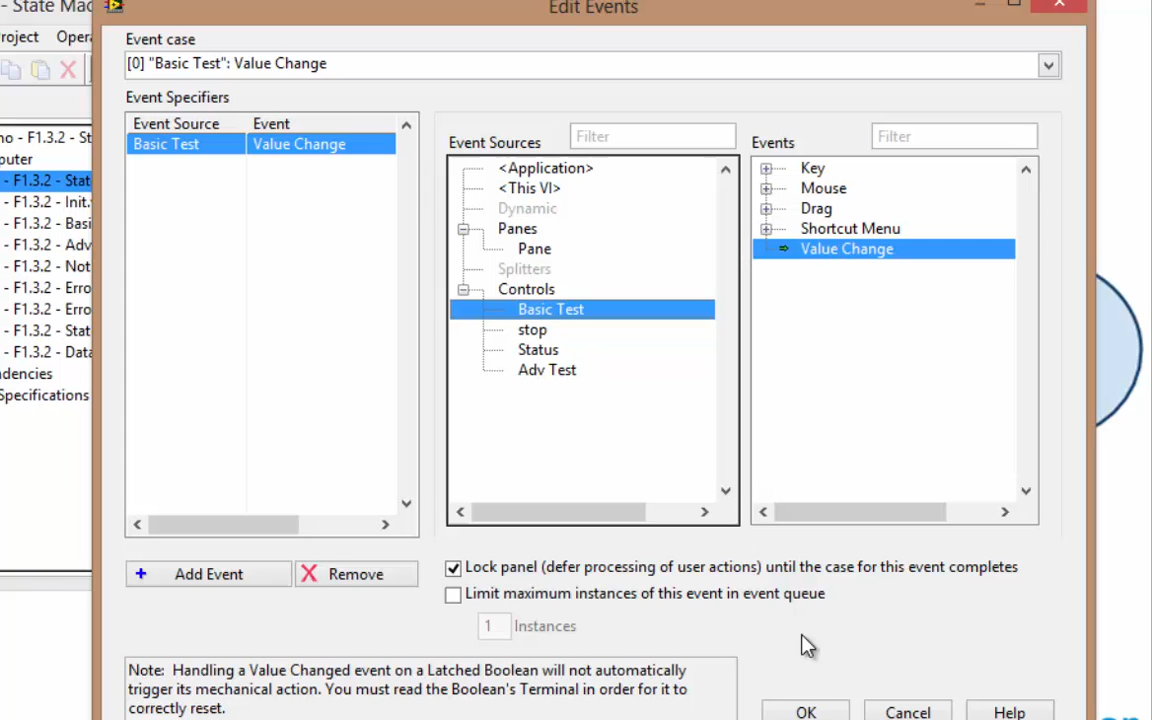 - State Mac
Edit Events
roject Opera
Event case
[0] "Basic Test": Value Change
Event Specifiers
Event Source Event
Basic Test Value Change
Event Sources Filter
<Application>
<This VI>
Dynamic
Panes
Pane
Splitters
Controls
Basic Test
stop
Status
Adv Test
Events Filter
Key
Mouse
Drag
Shortcut Menu
Value Change
no - F1.3.2 - St
puter
- F1.3.2 - Stat
- F1.3.2 - Init.
- F1.3.2 - Basi
- F1.3.2 - Adv
- F1.3.2 - Not
- F1.3.2 - Erro
- F1.3.2 - Erro
- F1.3.2 - Stat
- F1.3.2 - Data
ndencies
Specifications
Add Event Remove
Lock panel (defer processing of user actions) until the case for this event completes
Limit maximum instances of this event in event queue
1 Instances
Note: Handling a Value Changed event on a Latched Boolean will not automatically
trigger its mechanical action. You must read the Boolean's Terminal in order for it to
correctly reset.
OK Cancel Help